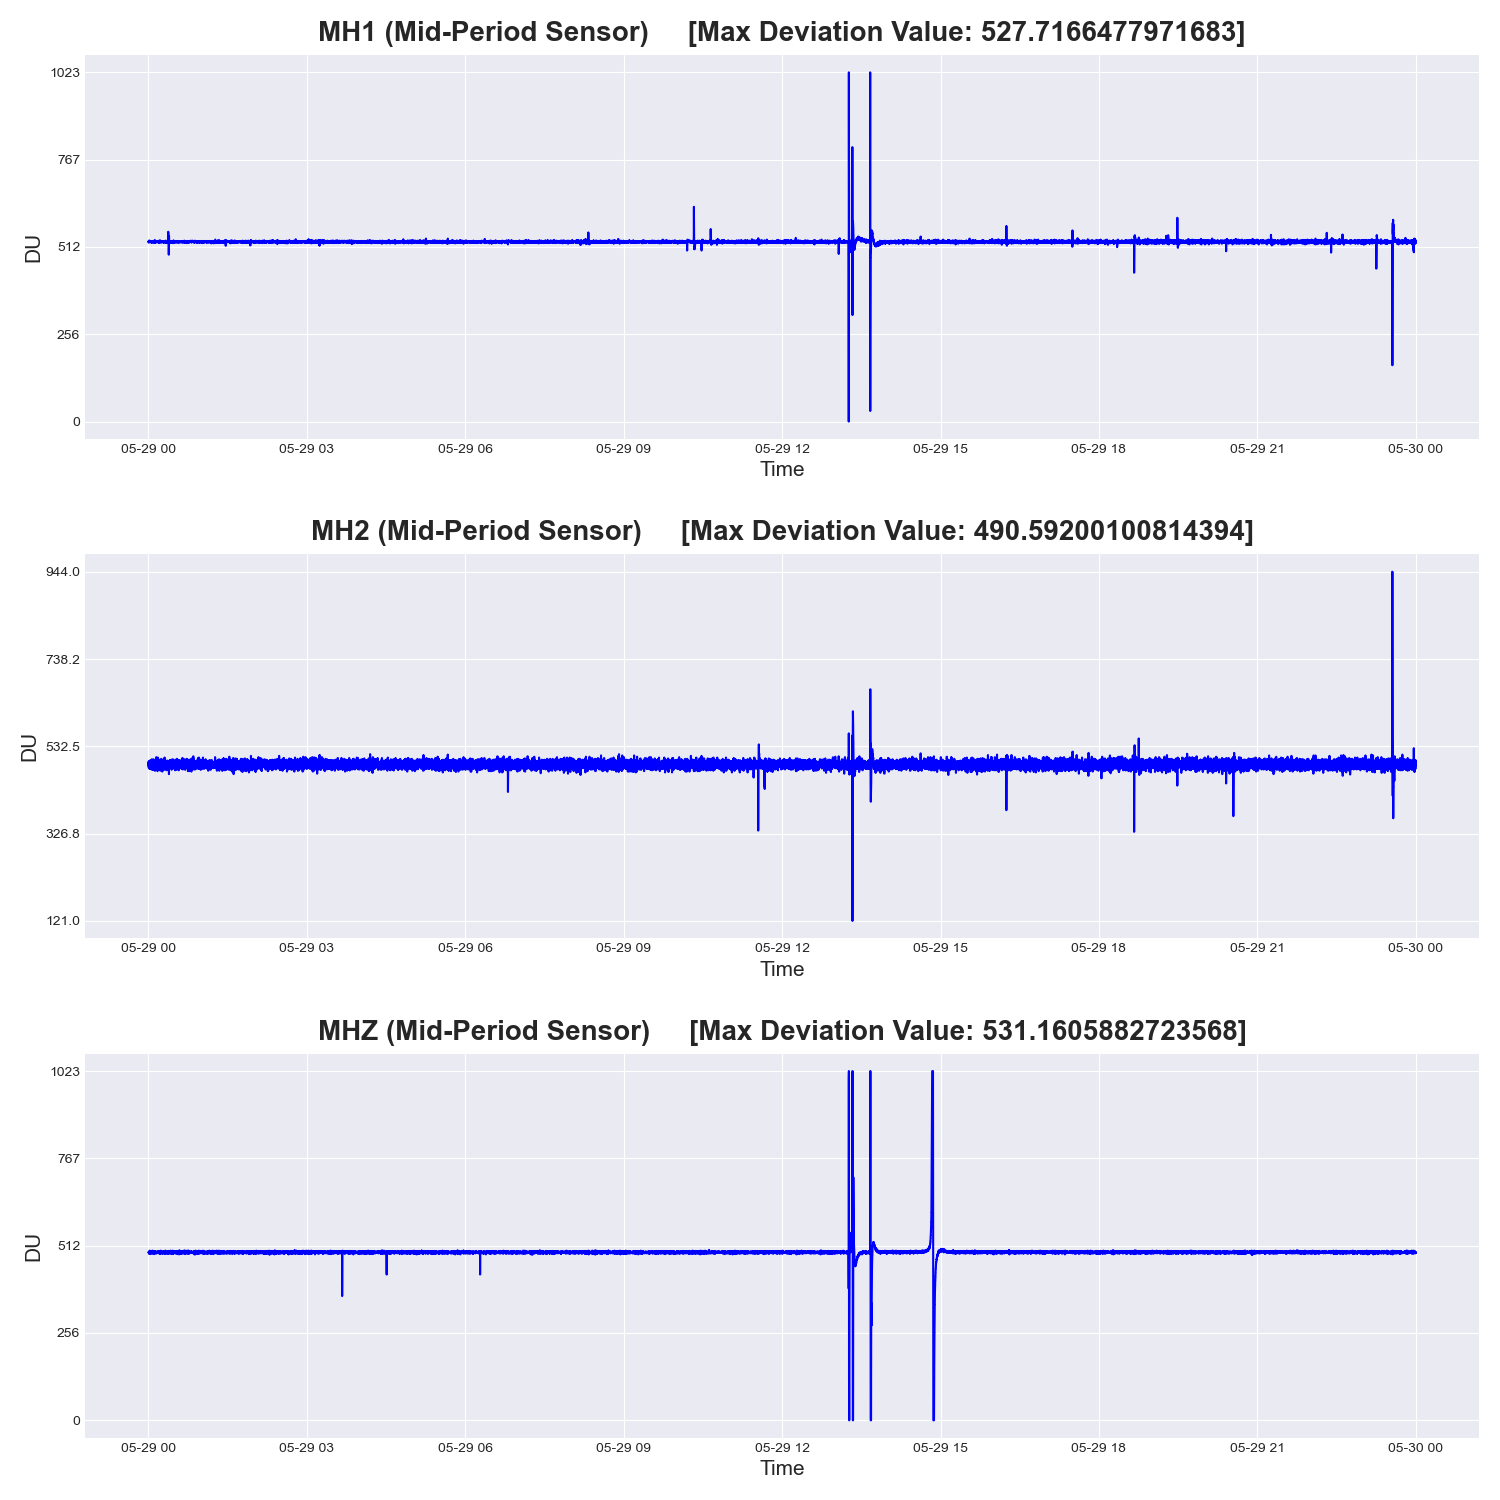 MH1 (Mid-Period Sensor) [Max Deviation Value: 527.7166477971683]
1023
767
512
256
0
DU
05-29 00 05-29 03 05-29 06 05-29 09 05-29 12 05-29 15 05-29 18 05-29 21 05-30 00
Time
MH2 (Mid-Period Sensor) [Max Deviation Value: 490.59200100814394]
944.0
738.2
532.5
326.8
121.0
DU
05-29 00 05-29 03 05-29 06 05-29 09 05-29 12 05-29 15 05-29 18 05-29 21 05-30 00
Time
MHZ (Mid-Period Sensor) [Max Deviation Value: 531.1605882723568]
1023
767
512
256
0
DU
05-29 00 05-29 03 05-29 06 05-29 09 05-29 12 05-29 15 05-29 18 05-29 21 05-30 00
Time